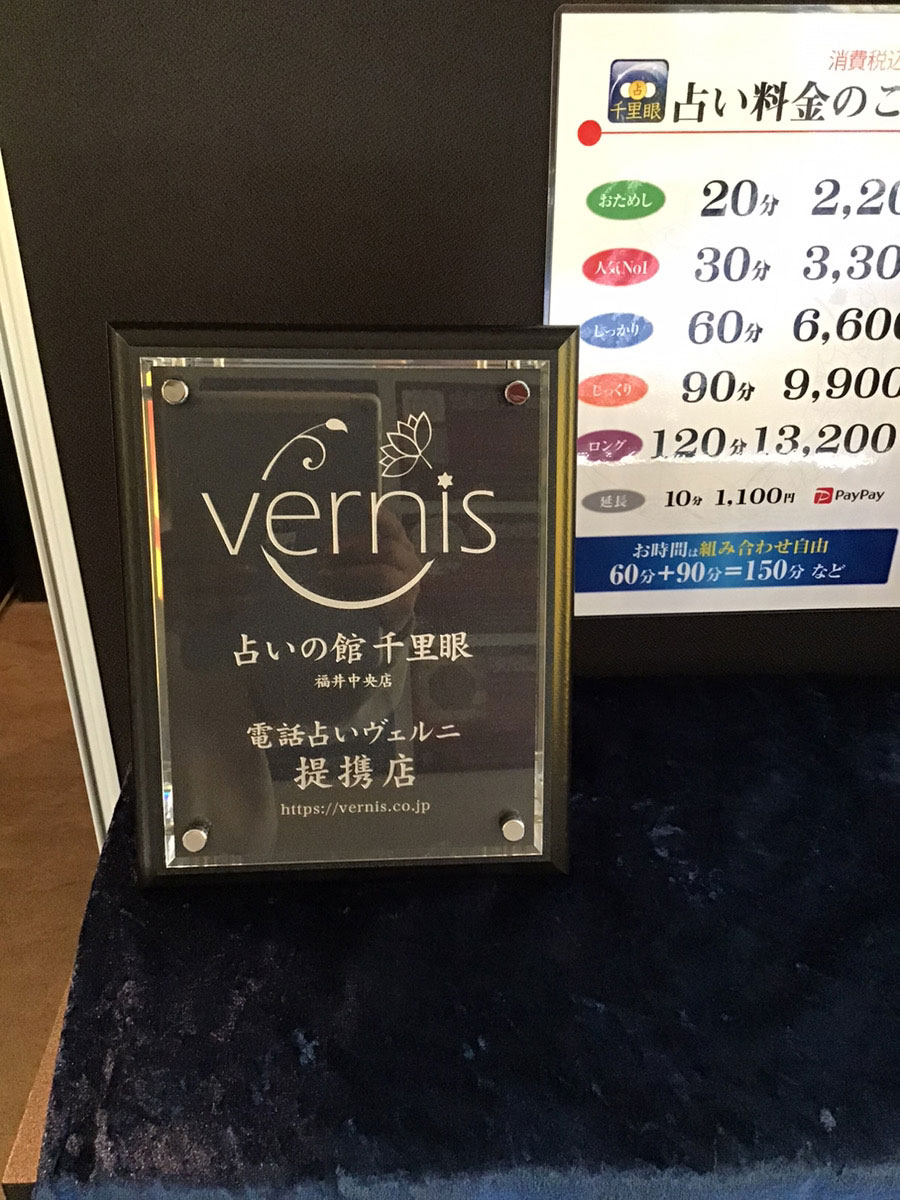 vernis
占いの館 千里眼
福井中央店
電話占いヴェルニ
提携店
https://vernis.co.jp
消費税込
占
千里眼
占い料金のご
おためし 20分 2,20
人気No1 30分 3,30
しっかり 60分 6,600
じっくり 90分 9,900
ロング 120分 13,200
延長 10分 1,100円 PayPay
お時間は組み合わせ自由
60分+90分=150分 など